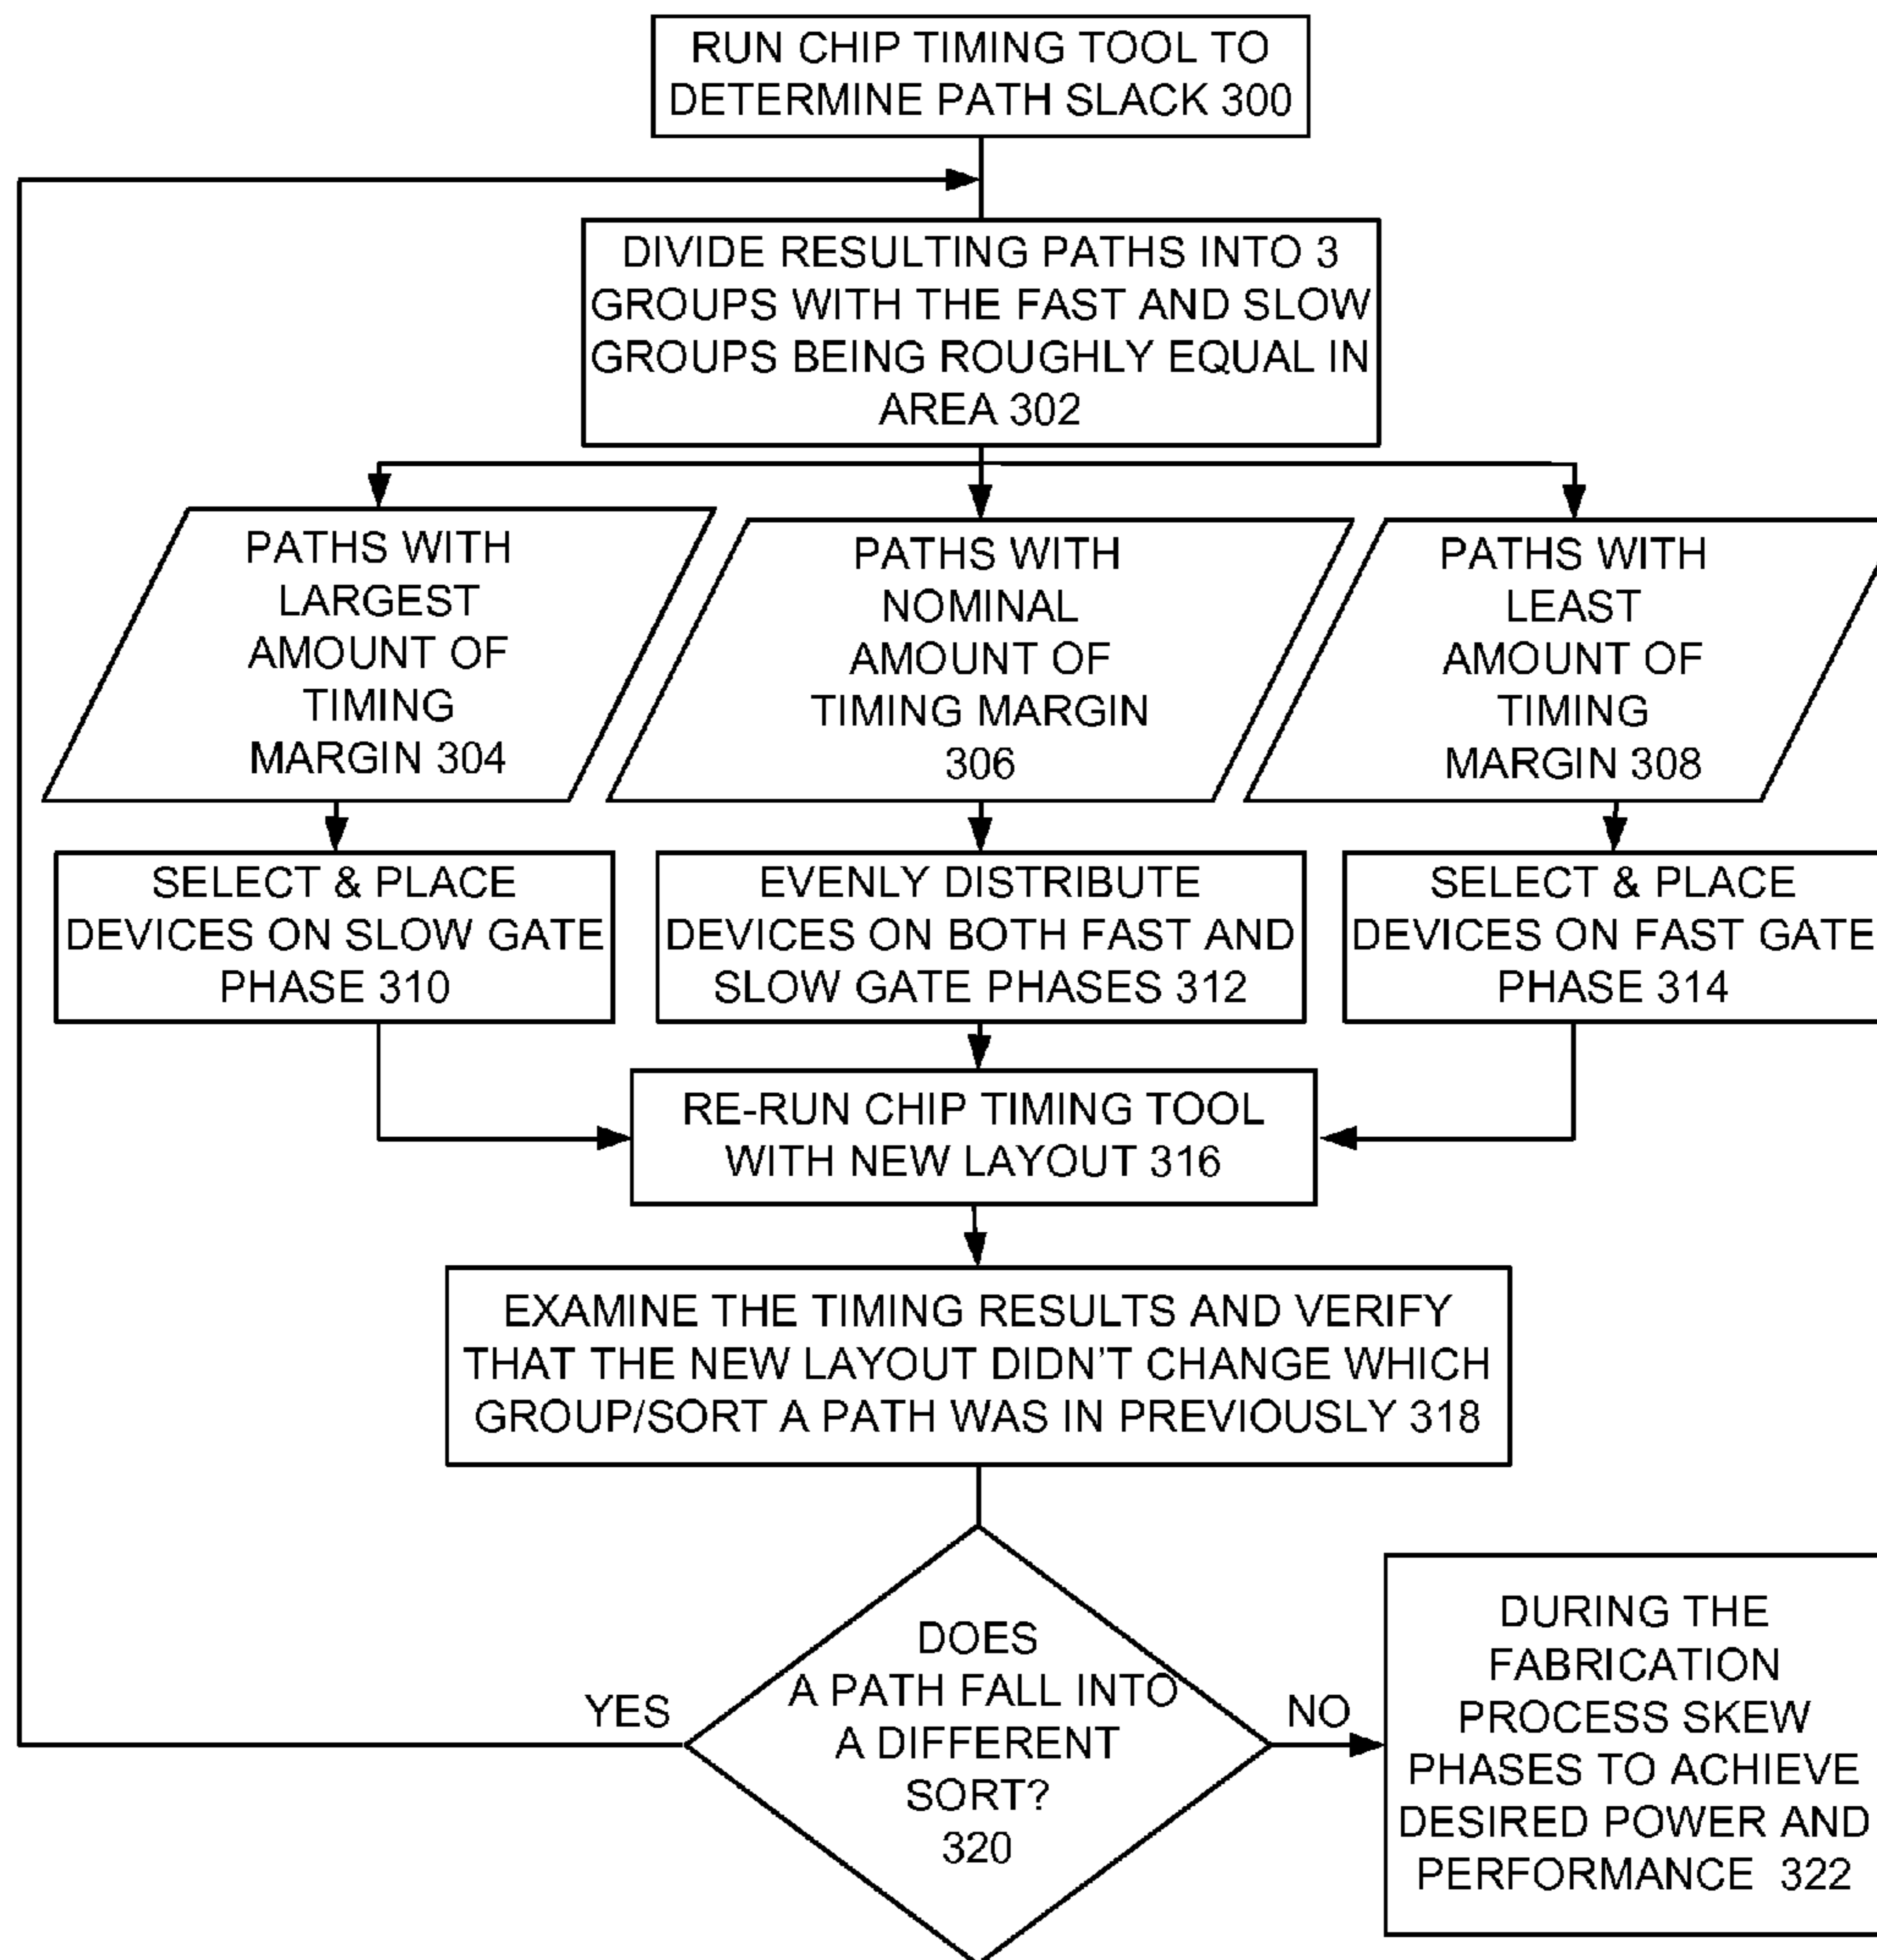 RUN CHIP TIMING TOOL TO
DETERMINE PATH SLACK 300
DIVIDE RESULTING PATHS INTO 3
GROUPS WITH THE FAST AND SLOW
GROUPS BEING ROUGHLY EQUAL IN
AREA 302
PATHS WITH
LARGEST
AMOUNT OF
TIMING
MARGIN 304
PATHS WITH
NOMINAL
AMOUNT OF
TIMING MARGIN
306
PATHS WITH
LEAST
AMOUNT OF
TIMING
MARGIN 308
SELECT & PLACE
DEVICES ON SLOW GATE
PHASE 310
EVENLY DISTRIBUTE
DEVICES ON BOTH FAST AND
SLOW GATE PHASES 312
SELECT & PLACE
DEVICES ON FAST GATE
PHASE 314
RE-RUN CHIP TIMING TOOL
WITH NEW LAYOUT 316
EXAMINE THE TIMING RESULTS AND VERIFY
THAT THE NEW LAYOUT DIDN'T CHANGE WHICH
GROUP/SORT A PATH WAS IN PREVIOUSLY 318
DOES
A PATH FALL INTO
A DIFFERENT
SORT?
320
YES
NO
DURING THE
FABRICATION
PROCESS SKEW
PHASES TO ACHIEVE
DESIRED POWER AND
PERFORMANCE 322